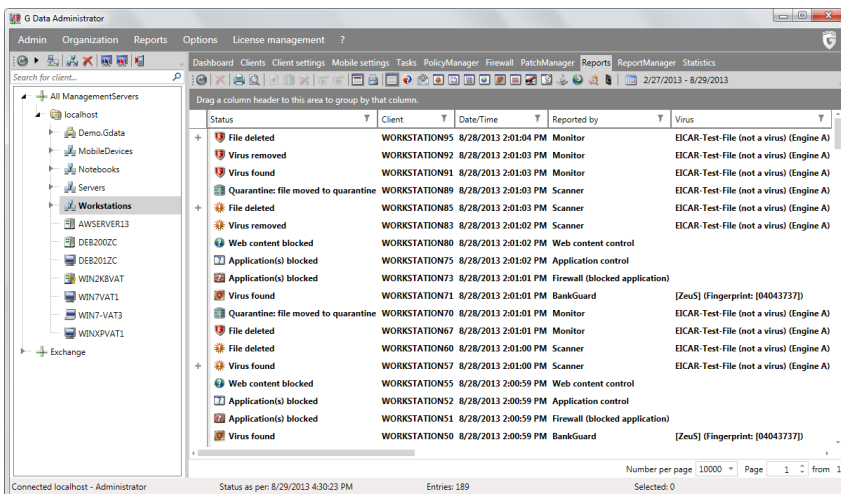 G Data Administrator
Admin Organization Reports Options License management ?
Dashboard Clients Client settings Mobile settings Tasks PolicyManager Firewall PatchManager Reports ReportManager Statistics
2/27/2013 - 8/29/2013
Search for client...
Drag a column header to this area to group by that column.
All ManagementServers
localhost
Demo.Gdata
MobileDevices
Notebooks
Servers
Workstations
AWSERVER13
DEB200ZC
DEB201ZC
WIN2K8VAT
WIN7VAT1
WIN7-VAT3
WINXPVAT1
Exchange
Status Client Date/Time Reported by Virus
File deleted WORKSTATION95 8/28/2013 2:01:04 PM Monitor EICAR-Test-File (not a virus) (Engine A)
Virus removed WORKSTATION92 8/28/2013 2:01:03 PM Monitor EICAR-Test-File (not a virus) (Engine A)
Virus found WORKSTATION91 8/28/2013 2:01:03 PM Monitor EICAR-Test-File (not a virus) (Engine A)
Quarantine: file moved to quarantine WORKSTATION89 8/28/2013 2:01:03 PM Scanner EICAR-Test-File (not a virus) (Engine A)
File deleted WORKSTATION85 8/28/2013 2:01:03 PM Scanner EICAR-Test-File (not a virus) (Engine A)
Virus removed WORKSTATION83 8/28/2013 2:01:02 PM Scanner EICAR-Test-File (not a virus) (Engine A)
Web content blocked WORKSTATION80 8/28/2013 2:01:02 PM Web content control
Application(s) blocked WORKSTATION75 8/28/2013 2:01:02 PM Application control
Application(s) blocked WORKSTATION73 8/28/2013 2:01:01 PM Firewall (blocked application)
Virus found WORKSTATION71 8/28/2013 2:01:01 PM BankGuard [ZeuS] (Fingerprint: [04043737])
Quarantine: file moved to quarantine WORKSTATION70 8/28/2013 2:01:01 PM Monitor EICAR-Test-File (not a virus) (Engine A)
File deleted WORKSTATION67 8/28/2013 2:01:01 PM Monitor EICAR-Test-File (not a virus) (Engine A)
File deleted WORKSTATION60 8/28/2013 2:01:00 PM Scanner EICAR-Test-File (not a virus) (Engine A)
Virus found WORKSTATION57 8/28/2013 2:01:00 PM Scanner EICAR-Test-File (not a virus) (Engine A)
Web content blocked WORKSTATION55 8/28/2013 2:00:59 PM Web content control
Application(s) blocked WORKSTATION52 8/28/2013 2:00:59 PM Application control
Application(s) blocked WORKSTATION51 8/28/2013 2:00:59 PM Firewall (blocked application)
Virus found WORKSTATION50 8/28/2013 2:00:59 PM BankGuard [ZeuS] (Fingerprint: [04043737])
Number per page 10000 Page 1 from 1
Connected localhost - Administrator Status as per: 8/29/2013 4:30:23 PM Entries: 189 Selected: 0